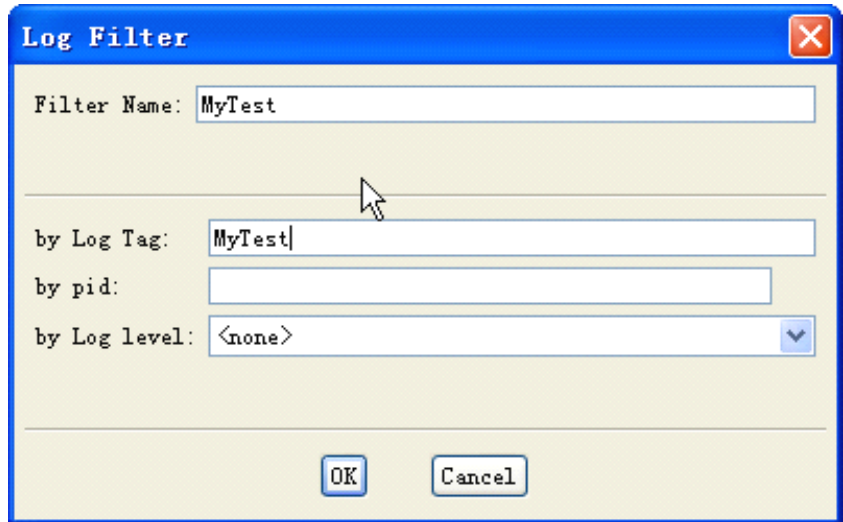 Log Filter
Filter Name: MyTest
by Log Tag: MyTest
by pid:
by Log level: <none>
OK Cancel